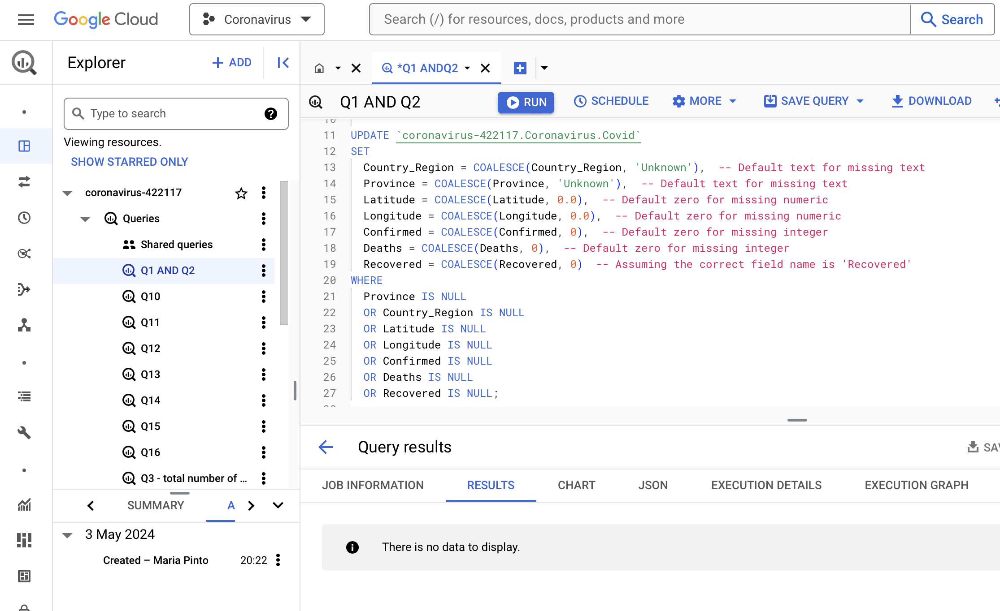 Google Cloud
Coronavirus
Search (/) for resources, docs, products and more
Search
Explorer
ADD
*Q1 ANDQ2
Type to search
Viewing resources.
SHOW STARRED ONLY
coronavirus-422117
Queries
Shared queries
Q1 AND Q2
Q10
Q11
Q12
Q13
Q14
Q15
Q16
Q3 - total number of ...
SUMMARY
A
3 May 2024
Created – Maria Pinto 20:22
Q1 AND Q2
RUN
SCHEDULE
MORE
SAVE QUERY
DOWNLOAD
11 UPDATE `coronavirus-422117.Coronavirus.Covid`
12 SET
13 Country_Region = COALESCE(Country_Region, 'Unknown'), -- Default text for missing text
14 Province = COALESCE(Province, 'Unknown'), -- Default text for missing text
15 Latitude = COALESCE(Latitude, 0.0), -- Default zero for missing numeric
16 Longitude = COALESCE(Longitude, 0.0), -- Default zero for missing numeric
17 Confirmed = COALESCE(Confirmed, 0), -- Default zero for missing integer
18 Deaths = COALESCE(Deaths, 0), -- Default zero for missing integer
19 Recovered = COALESCE(Recovered, 0) -- Assuming the correct field name is 'Recovered'
20 WHERE
21 Province IS NULL
22 OR Country_Region IS NULL
23 OR Latitude IS NULL
24 OR Longitude IS NULL
25 OR Confirmed IS NULL
26 OR Deaths IS NULL
27 OR Recovered IS NULL;
Query results
JOB INFORMATION
RESULTS
CHART
JSON
EXECUTION DETAILS
EXECUTION GRAPH
There is no data to display.